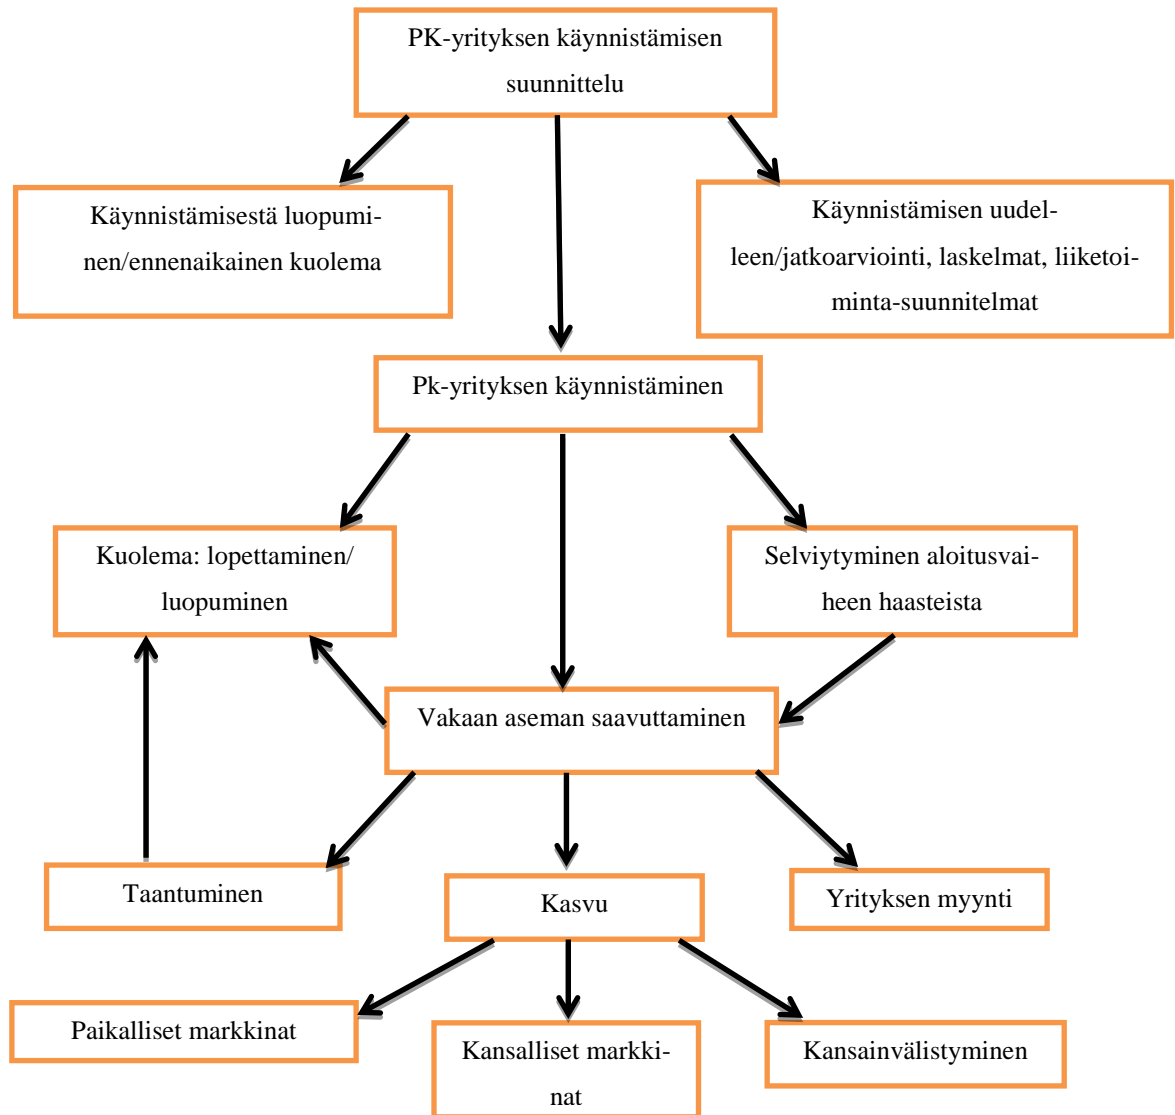 PK-yrityksen käynnistämisen
suunnittelu
Käynnistämisestä luopumi-
nen/ennenaikainen kuolema
Käynnistämisen uudel-
leen/jatkoarviointi, laskelmat, liiketoi-
iminta-suunnitelmat
Pk-yrityksen käynnistäminen
Kuolema: lopettaminen/
luopuminen
Selviytyminen aloitusvai-
heen haasteista
Vakaan aseman saavuttaminen
Taantuminen
Kasvu
Yrityksen myynti
Paikalliset markkinat
Kansalliset markki-
nat
Kansainvälistyminen